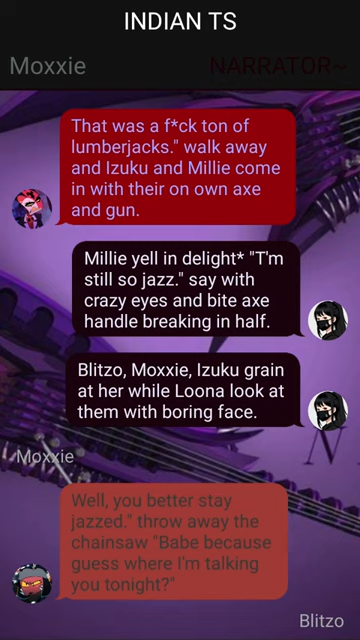 INDIAN TS
Moxxie
NARRATOR~
That was a f*ck ton of
lumberjacks." walk away
and Izuku and Millie come
in with their on own axe
and gun.
Millie yell in delight* "T'm
still so jazz." say with
crazy eyes and bite axe
handle breaking in half.
Blitzo, Moxxie, Izuku grain
at her while Loona look at
them with boring face.
Moxxie
Well, you better stay
jazzed." throw away the
chainsaw "Babe because
guess where I'm talking
you tonight?"
Blitzo